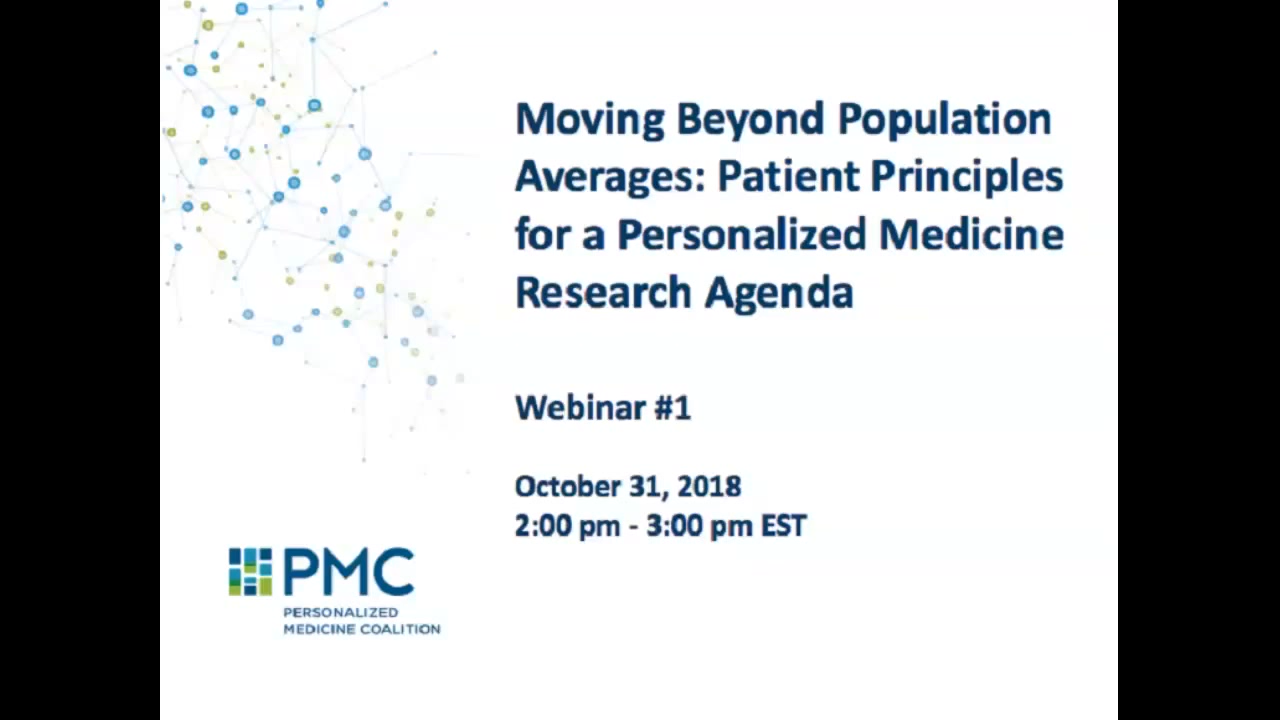 Moving Beyond Population
Averages: Patient Principles
for a Personalized Medicine
Research Agenda
Webinar #1
October 31, 2018
2:00 pm - 3:00 pm EST
PMC
PERSONALIZED
MEDICINE COALITION